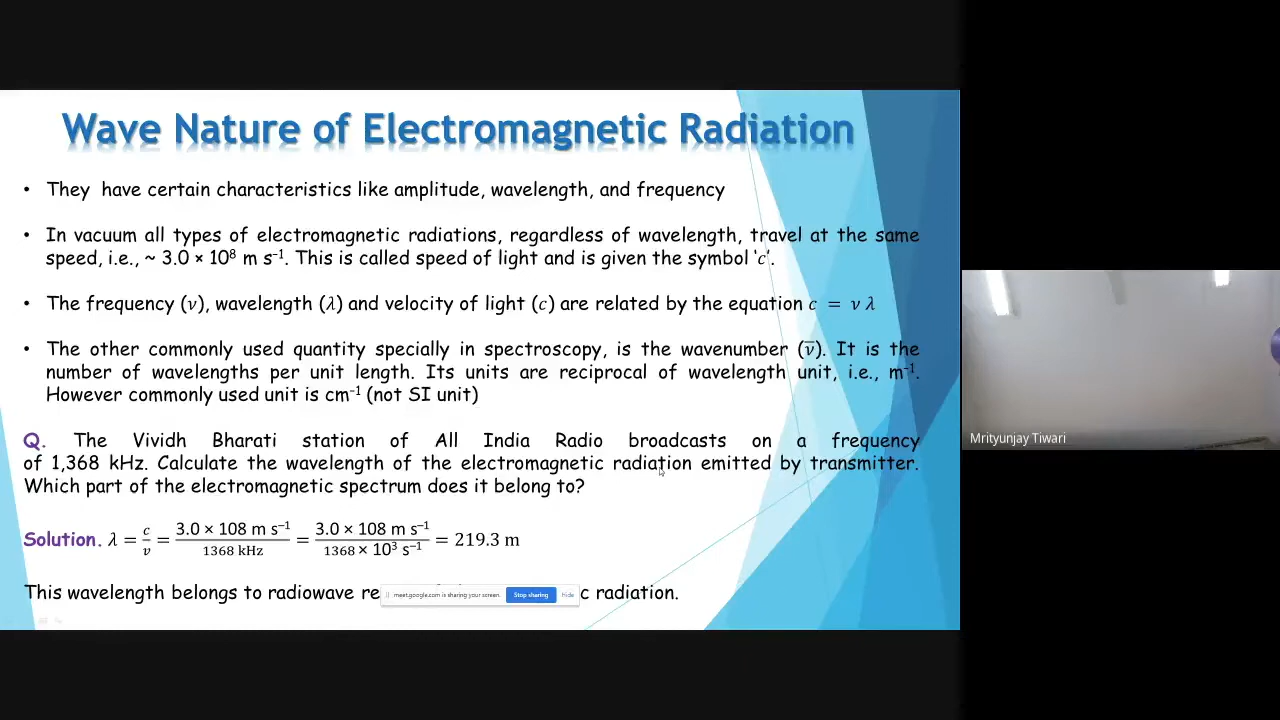 Wave Nature of Electromagnetic Radiation
• They have certain characteristics like amplitude, wavelength, and frequency
• In vacuum all types of electromagnetic radiations, regardless of wavelength, travel at the same
speed, i.e., ~ 3.0 × 10⁸ m s⁻¹. This is called speed of light and is given the symbol 'c'.
• The frequency (ν), wavelength (λ) and velocity of light (c) are related by the equation c = ν λ
• The other commonly used quantity specially in spectroscopy, is the wavenumber (ν̅). It is the
number of wavelengths per unit length. Its units are reciprocal of wavelength unit, i.e., m⁻¹.
However commonly used unit is cm⁻¹ (not SI unit)
Q. The Vividh Bharati station of All India Radio broadcasts on a frequency
of 1,368 kHz. Calculate the wavelength of the electromagnetic radiation emitted by transmitter.
Which part of the electromagnetic spectrum does it belong to?
Solution. λ = c/ν = 3.0 × 108 m s⁻¹/1368 kHz = 3.0 × 108 m s⁻¹/1368 × 10³ s⁻¹ = 219.3 m
This wavelength belongs to radiowave re c radiation.
meet.google.com is sharing your screen. Stop sharing Hide
Mrityunjay Tiwari